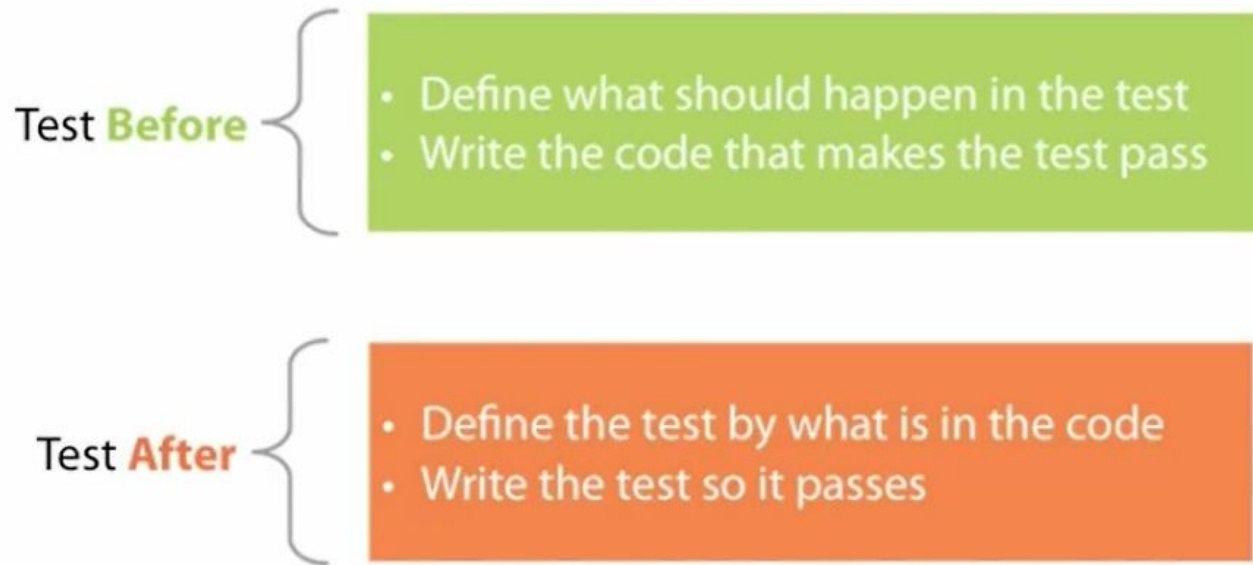 Test Before
• Define what should happen in the test
• Write the code that makes the test pass
Test After
• Define the test by what is in the code
• Write the test so it passes